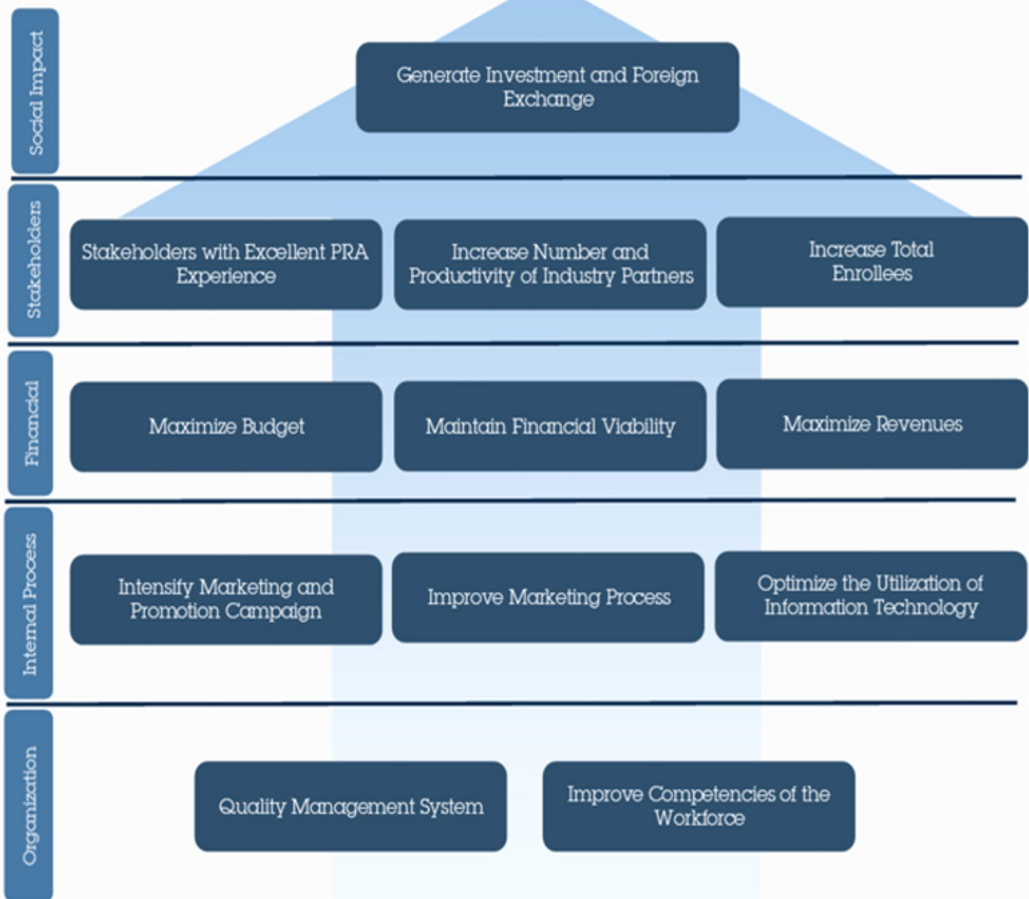 Social Impact
Generate Investment and Foreign
Exchange
Stakeholders
Stakeholders with Excellent PRA
Experience
Increase Number and
Productivity of Industry Partners
Increase Total
Enrollees
Financial
Maximize Budget
Maintain Financial Viability
Maximize Revenues
Internal Process
Intensify Marketing and
Promotion Campaign
Improve Marketing Process
Optimize the Utilization of
Information Technology
Organization
Quality Management System
Improve Competencies of the
Workforce